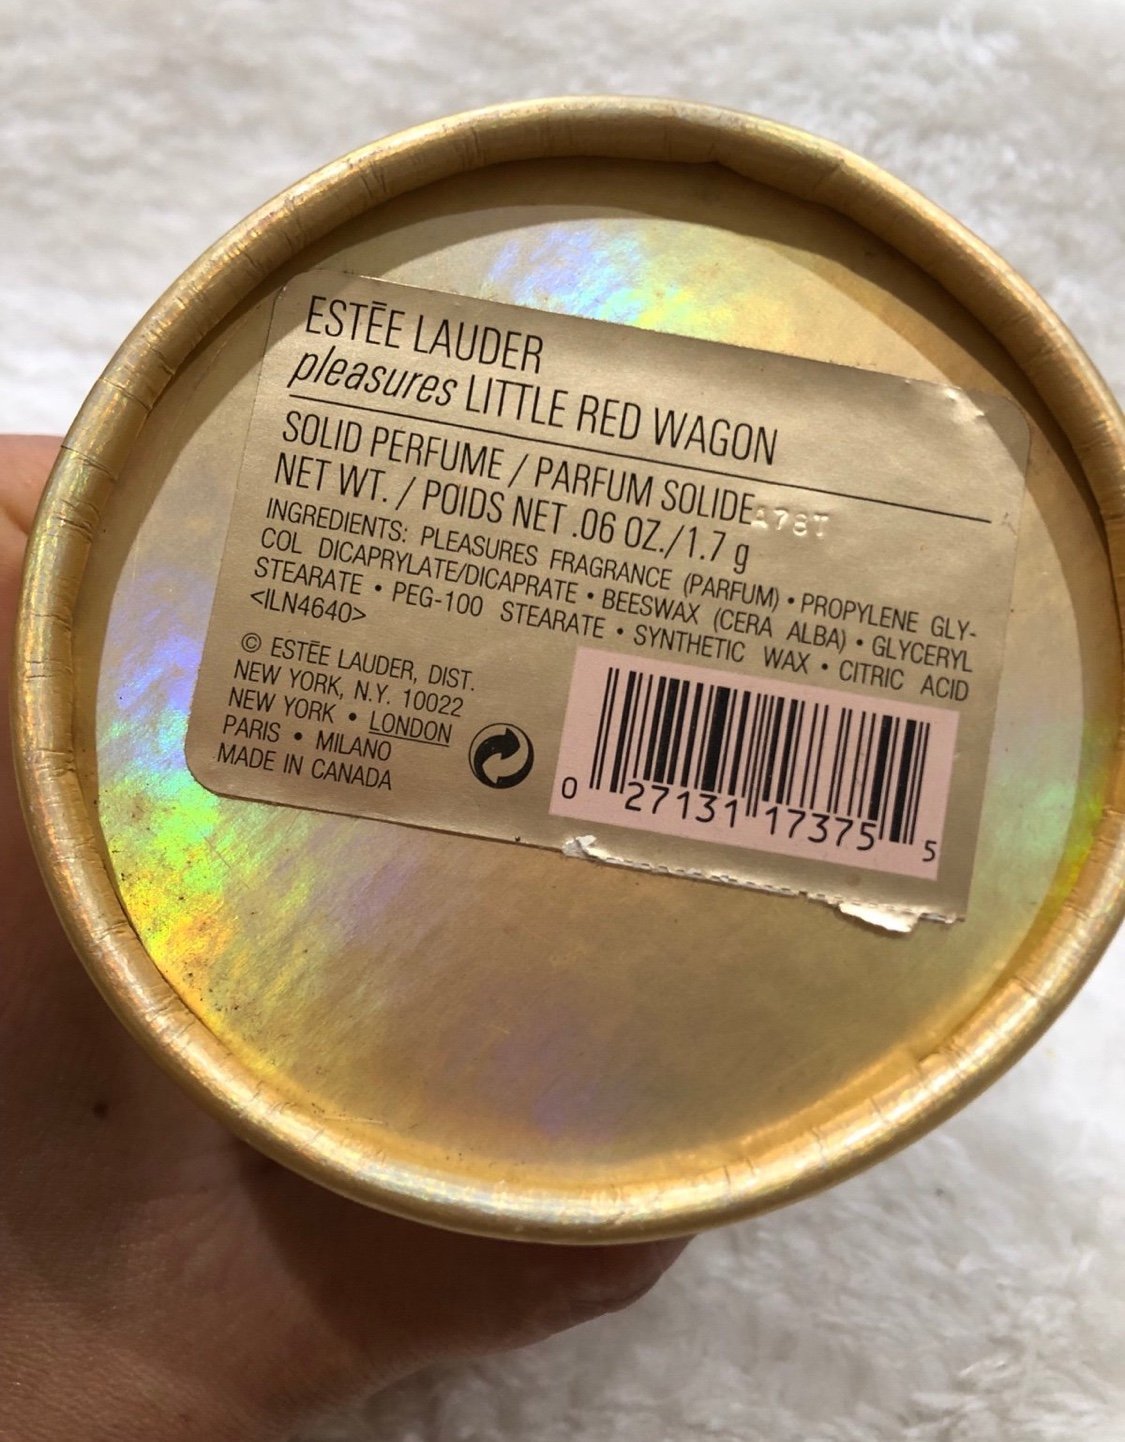 ESTĒE LAUDER
pleasures LITTLE RED WAGON
SOLID PERFUME / PARFUM SOLIDE
NET WT. / POIDS NET .06 OZ./1.7 g
INGREDIENTS: PLEASURES FRAGRANCE (PARFUM) • PROPYLENE GLY-
COL DICAPRYLATE/DICAPRATE • BEESWAX (CERA ALBA) • GLYCERYL
STEARATE • PEG-100 STEARATE • SYNTHETIC WAX • CITRIC ACID
<ILN4640>
© ESTĒE LAUDER, DIST.
NEW YORK, N.Y. 10022
NEW YORK • LONDON
PARIS • MILANO
MADE IN CANADA
0 27131 17375 5